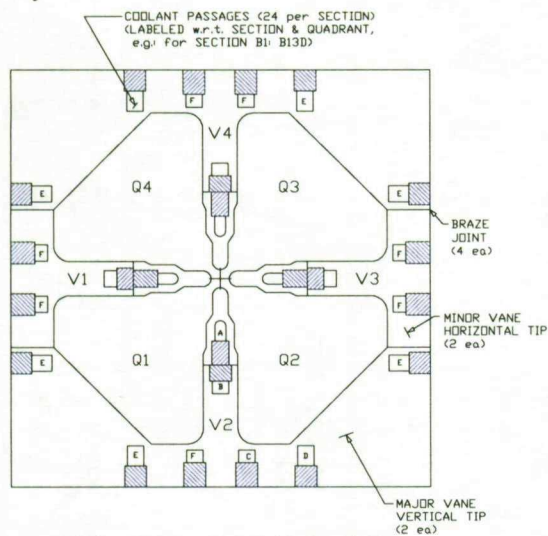 COOLANT PASSAGES (24 per SECTION)
(LABELED w.r.t. SECTION & QUADRANT,
e.g.: for SECTION B1: B13D)
F F
E E
V4
Q4 Q3
E E
BRAZE
JOINT
(4 ea)
F F
V1 V3
F F
MINOR VANE
HORIZONTAL TIP
(2 ea)
A
E Q1 Q2 E
B
V2
E F C D
MAJOR VANE
VERTICAL TIP
(2 ea)